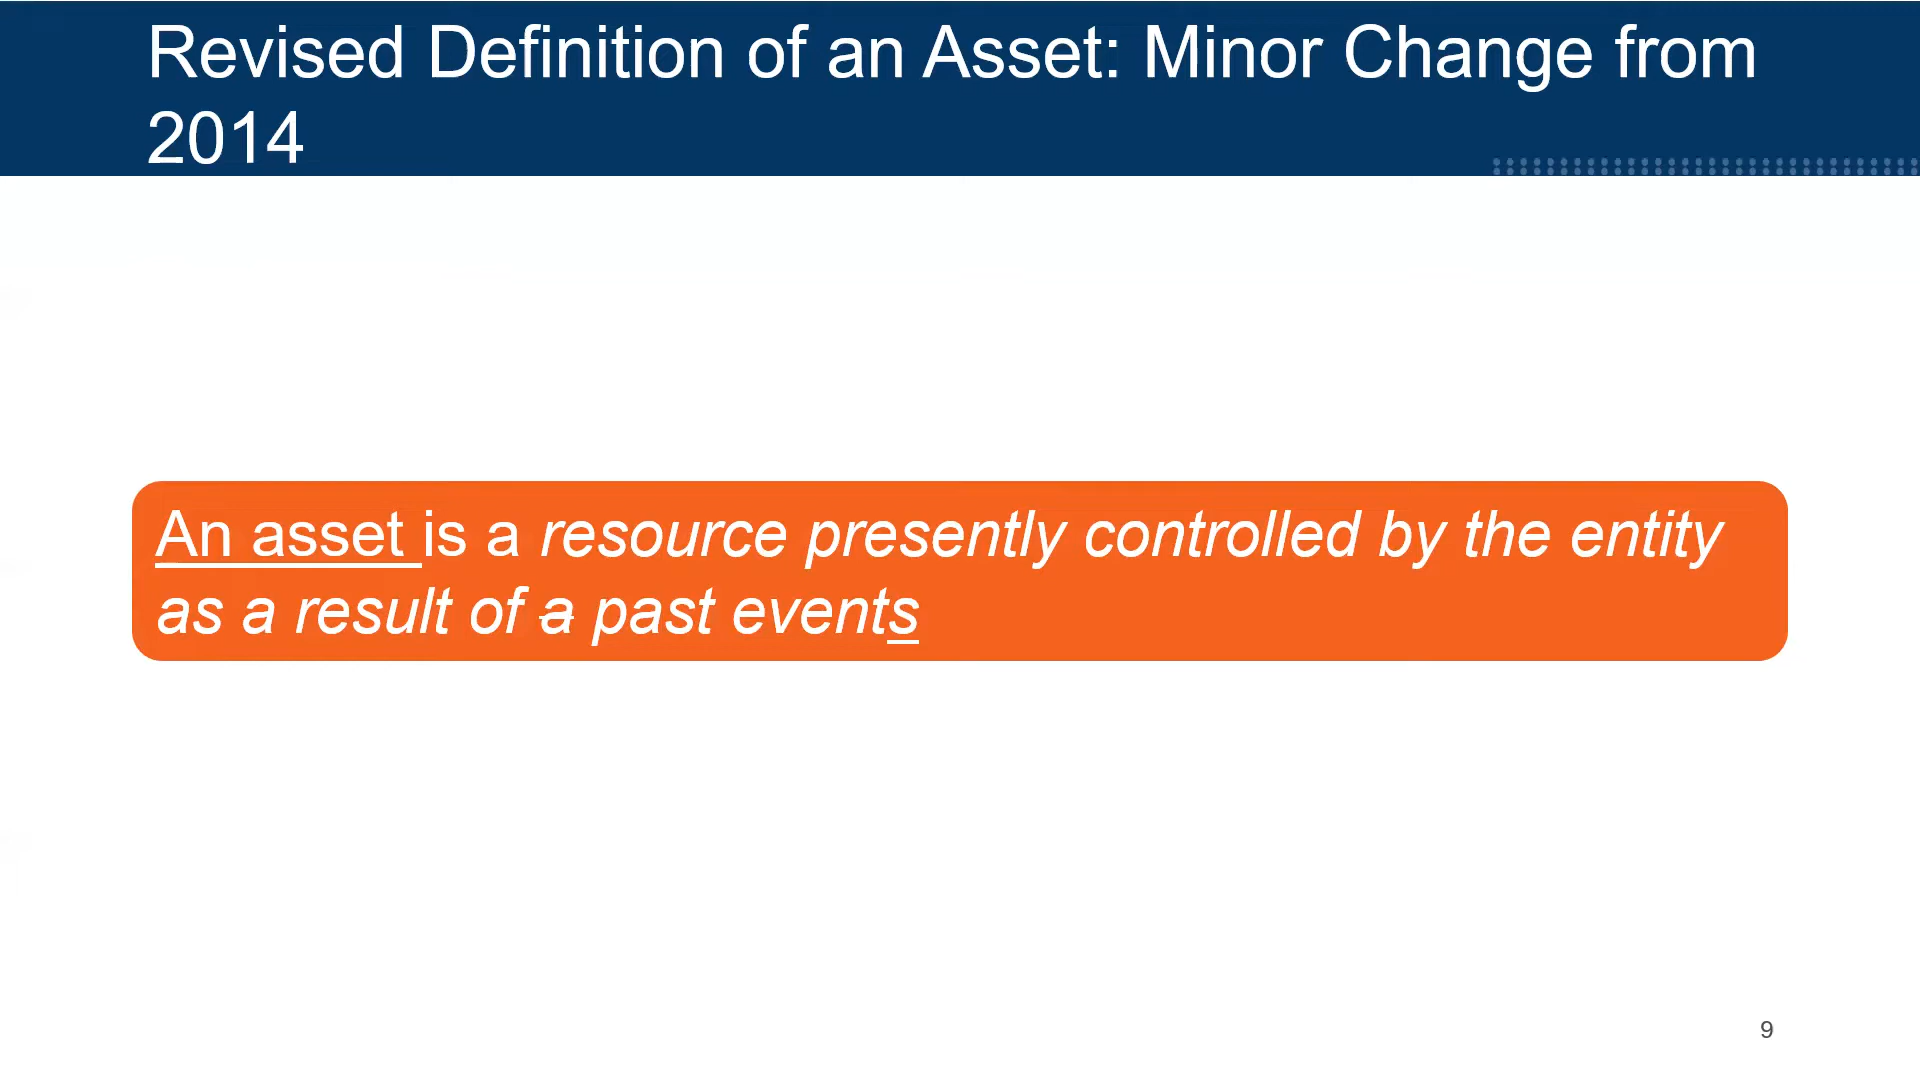 Revised Definition of an Asset: Minor Change from
2014
An asset is a resource presently controlled by the entity
as a result of a past events
9